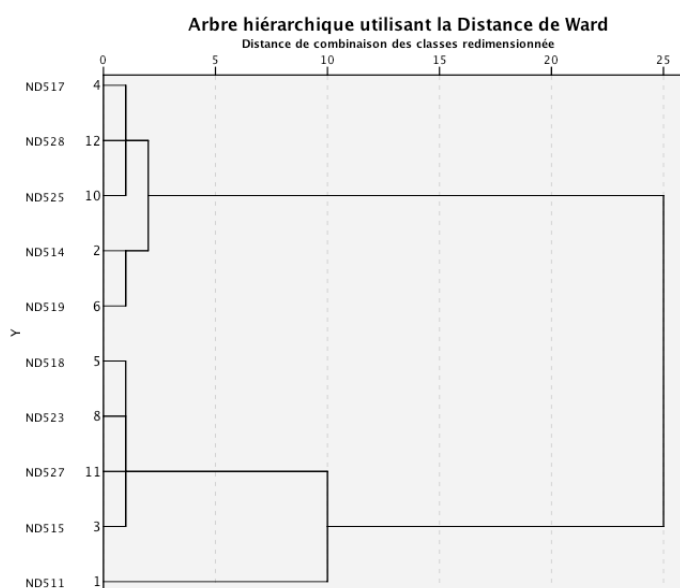 Arbre hiérarchique utilisant la Distance de Ward
Distance de combinaison des classes redimensionnée
0 5 10 15 20 25
ND517 4
ND528 12
ND525 10
ND514 2
ND519 6
Y
ND518 5
ND523 8
ND527 11
ND515 3
ND511 1